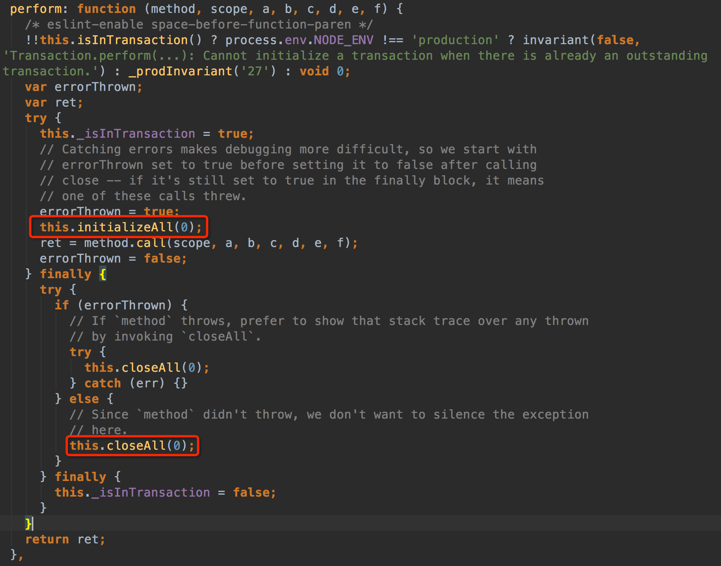 perform: function (method, scope, a, b, c, d, e, f) {
/* eslint-enable space-before-function-paren */
!!this.isInTransaction() ? process.env.NODE_ENV !== 'production' ? invariant(false,
'Transaction.perform(...): Cannot initialize a transaction when there is already an outstanding
transaction.') : _prodInvariant('27') : void 0;
var errorThrown;
var ret;
try {
this._isInTransaction = true;
// Catching errors makes debugging more difficult, so we start with
// errorThrown set to true before setting it to false after calling
// close -- if it's still set to true in the finally block, it means
// one of these calls threw.
errorThrown = true;
this.initializeAll(0);
ret = method.call(scope, a, b, c, d, e, f);
errorThrown = false;
} finally {
try {
if (errorThrown) {
// If `method` throws, prefer to show that stack trace over any thrown
// by invoking `closeAll`.
try {
this.closeAll(0);
} catch (err) {}
} else {
// Since `method` didn't throw, we don't want to silence the exception
// here.
this.closeAll(0);
}
} finally {
this._isInTransaction = false;
}
}
return ret;
},